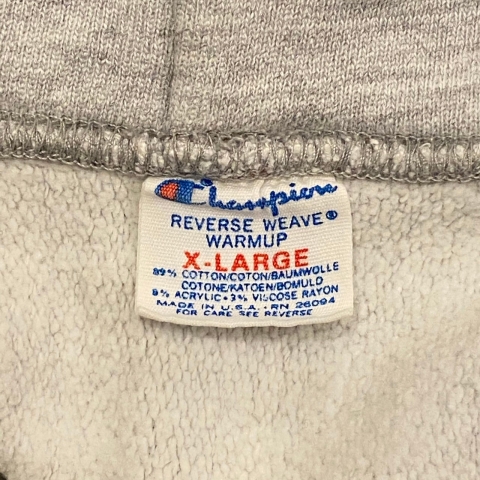 Champion
REVERSE WEAVE®
WARMUP
X-LARGE
89% COTTON/COTON/BAUMWOLLE
COTONE/KATOEN/BOMULD
8% ACRYLIC • 3% VISCOSE RAYON
MADE IN U.S.A. • RN 26094
FOR CARE SEE REVERSE